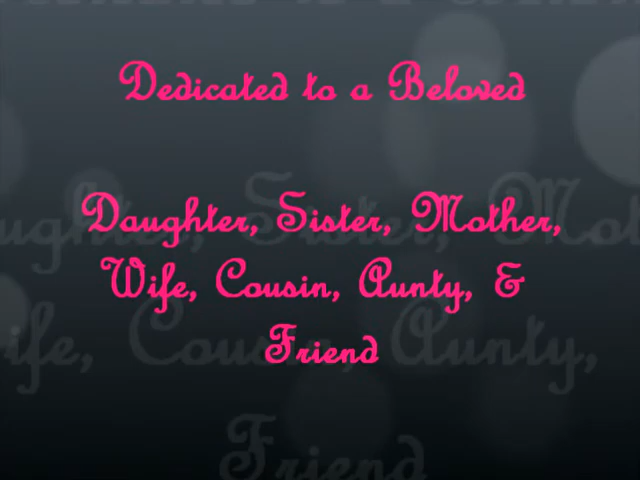 Dedicated to a Beloved
Daughter, Sister, Mother,
Wife, Cousin, Aunty, &
Friend